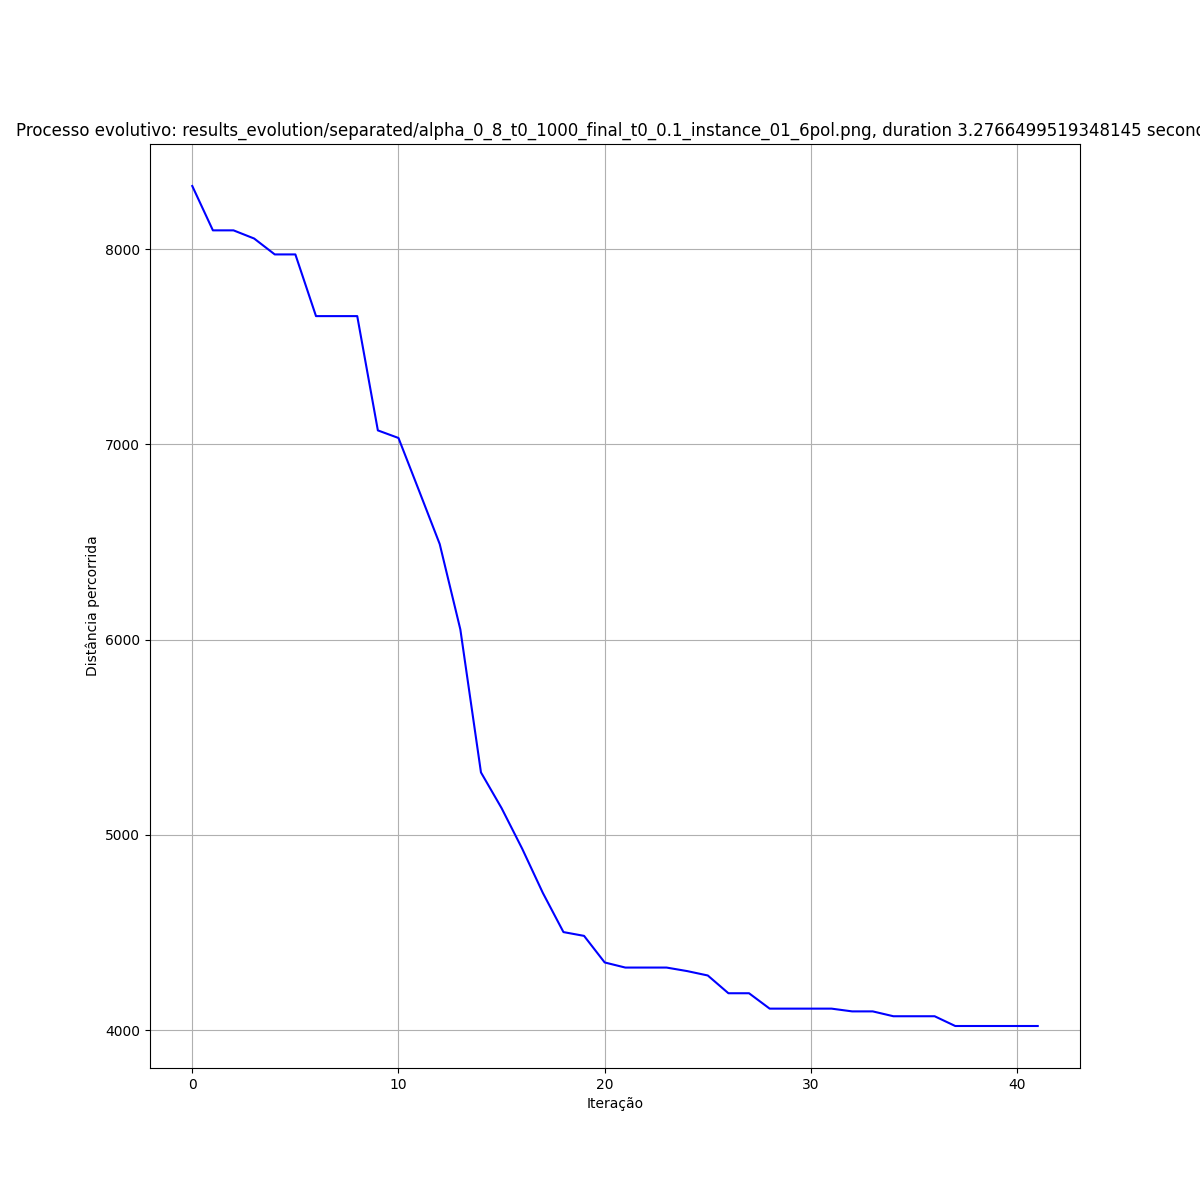 Processo evolutivo: results_evolution/separated/alpha_0_8_t0_1000_final_t0_0.1_instance_01_6pol.png, duration 3.2766499519348145
8000
7000
6000
5000
4000
Distância percorrida
0 10 20 30 40
Iteração